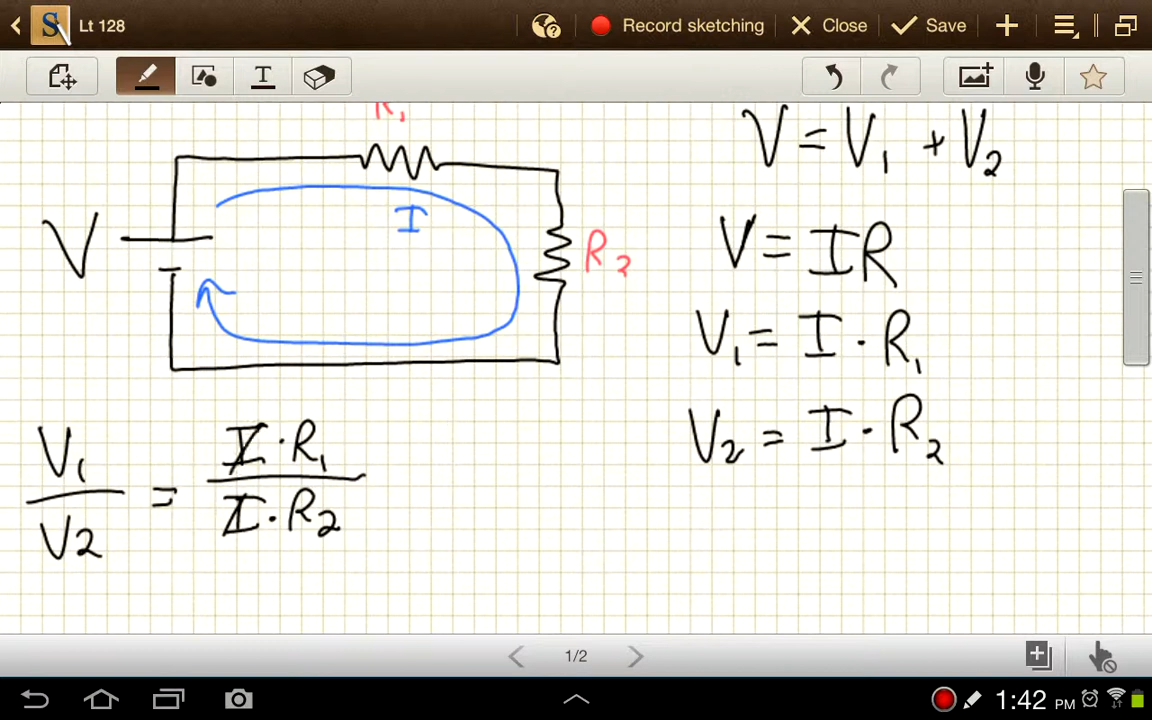 S Lt 128 Record sketching Close Save
T
R₁
V = V₁ + V₂
V
I
R₂
V = IR
V₁ = I · R₁
V₂ = I · R₂
V₁/V2 = I · R₁/I · R₂
1/2
1:42 PM